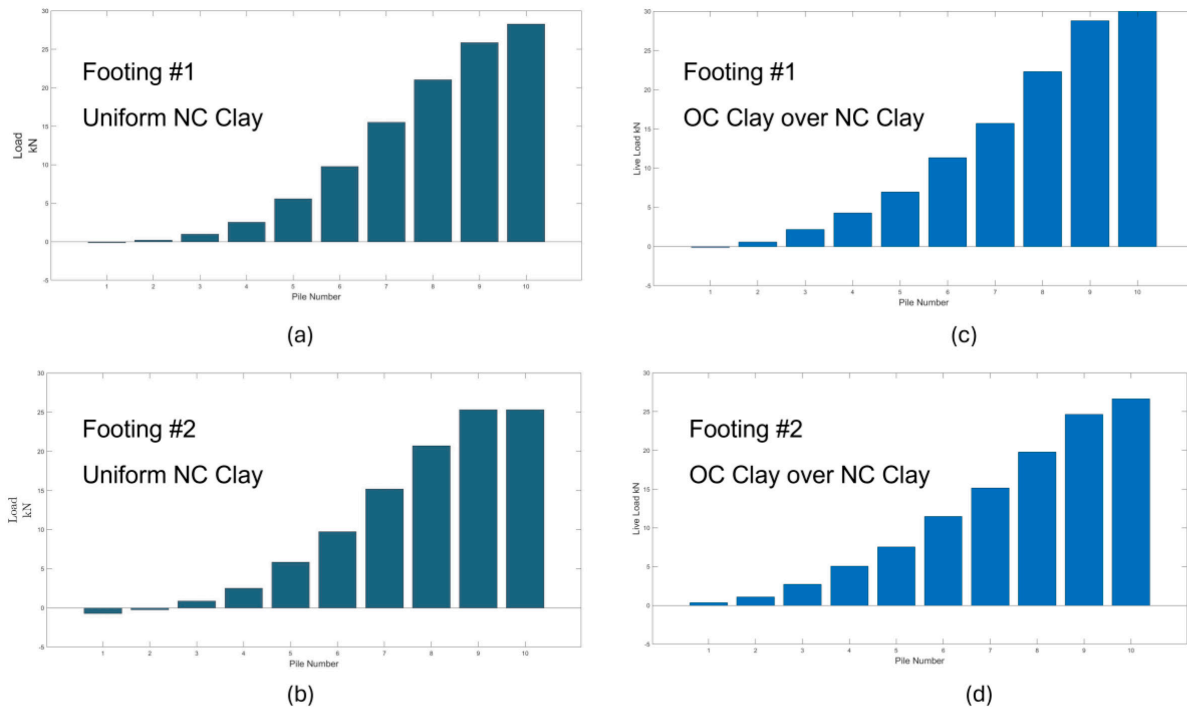 30
25
20
15
10
5
0
-5
Load
kN
Footing #1
Uniform NC Clay
1 2 3 4 5 6 7 8 9 10
Pile Number
(a)
30
25
20
15
10
5
0
-5
Live Load kN
Footing #1
OC Clay over NC Clay
1 2 3 4 5 6 7 8 9 10
Pile Number
(c)
30
25
20
15
10
5
0
-5
Load
kN
Footing #2
Uniform NC Clay
1 2 3 4 5 6 7 8 9 10
Pile Number
(b)
30
25
20
15
10
5
0
-5
Live Load kN
Footing #2
OC Clay over NC Clay
1 2 3 4 5 6 7 8 9 10
Pile Number
(d)